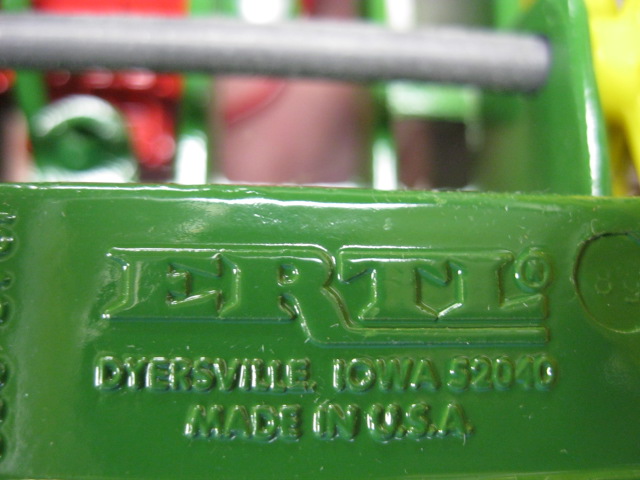 ERTL®
DYERSVILLE, IOWA 52040
MADE IN U.S.A.